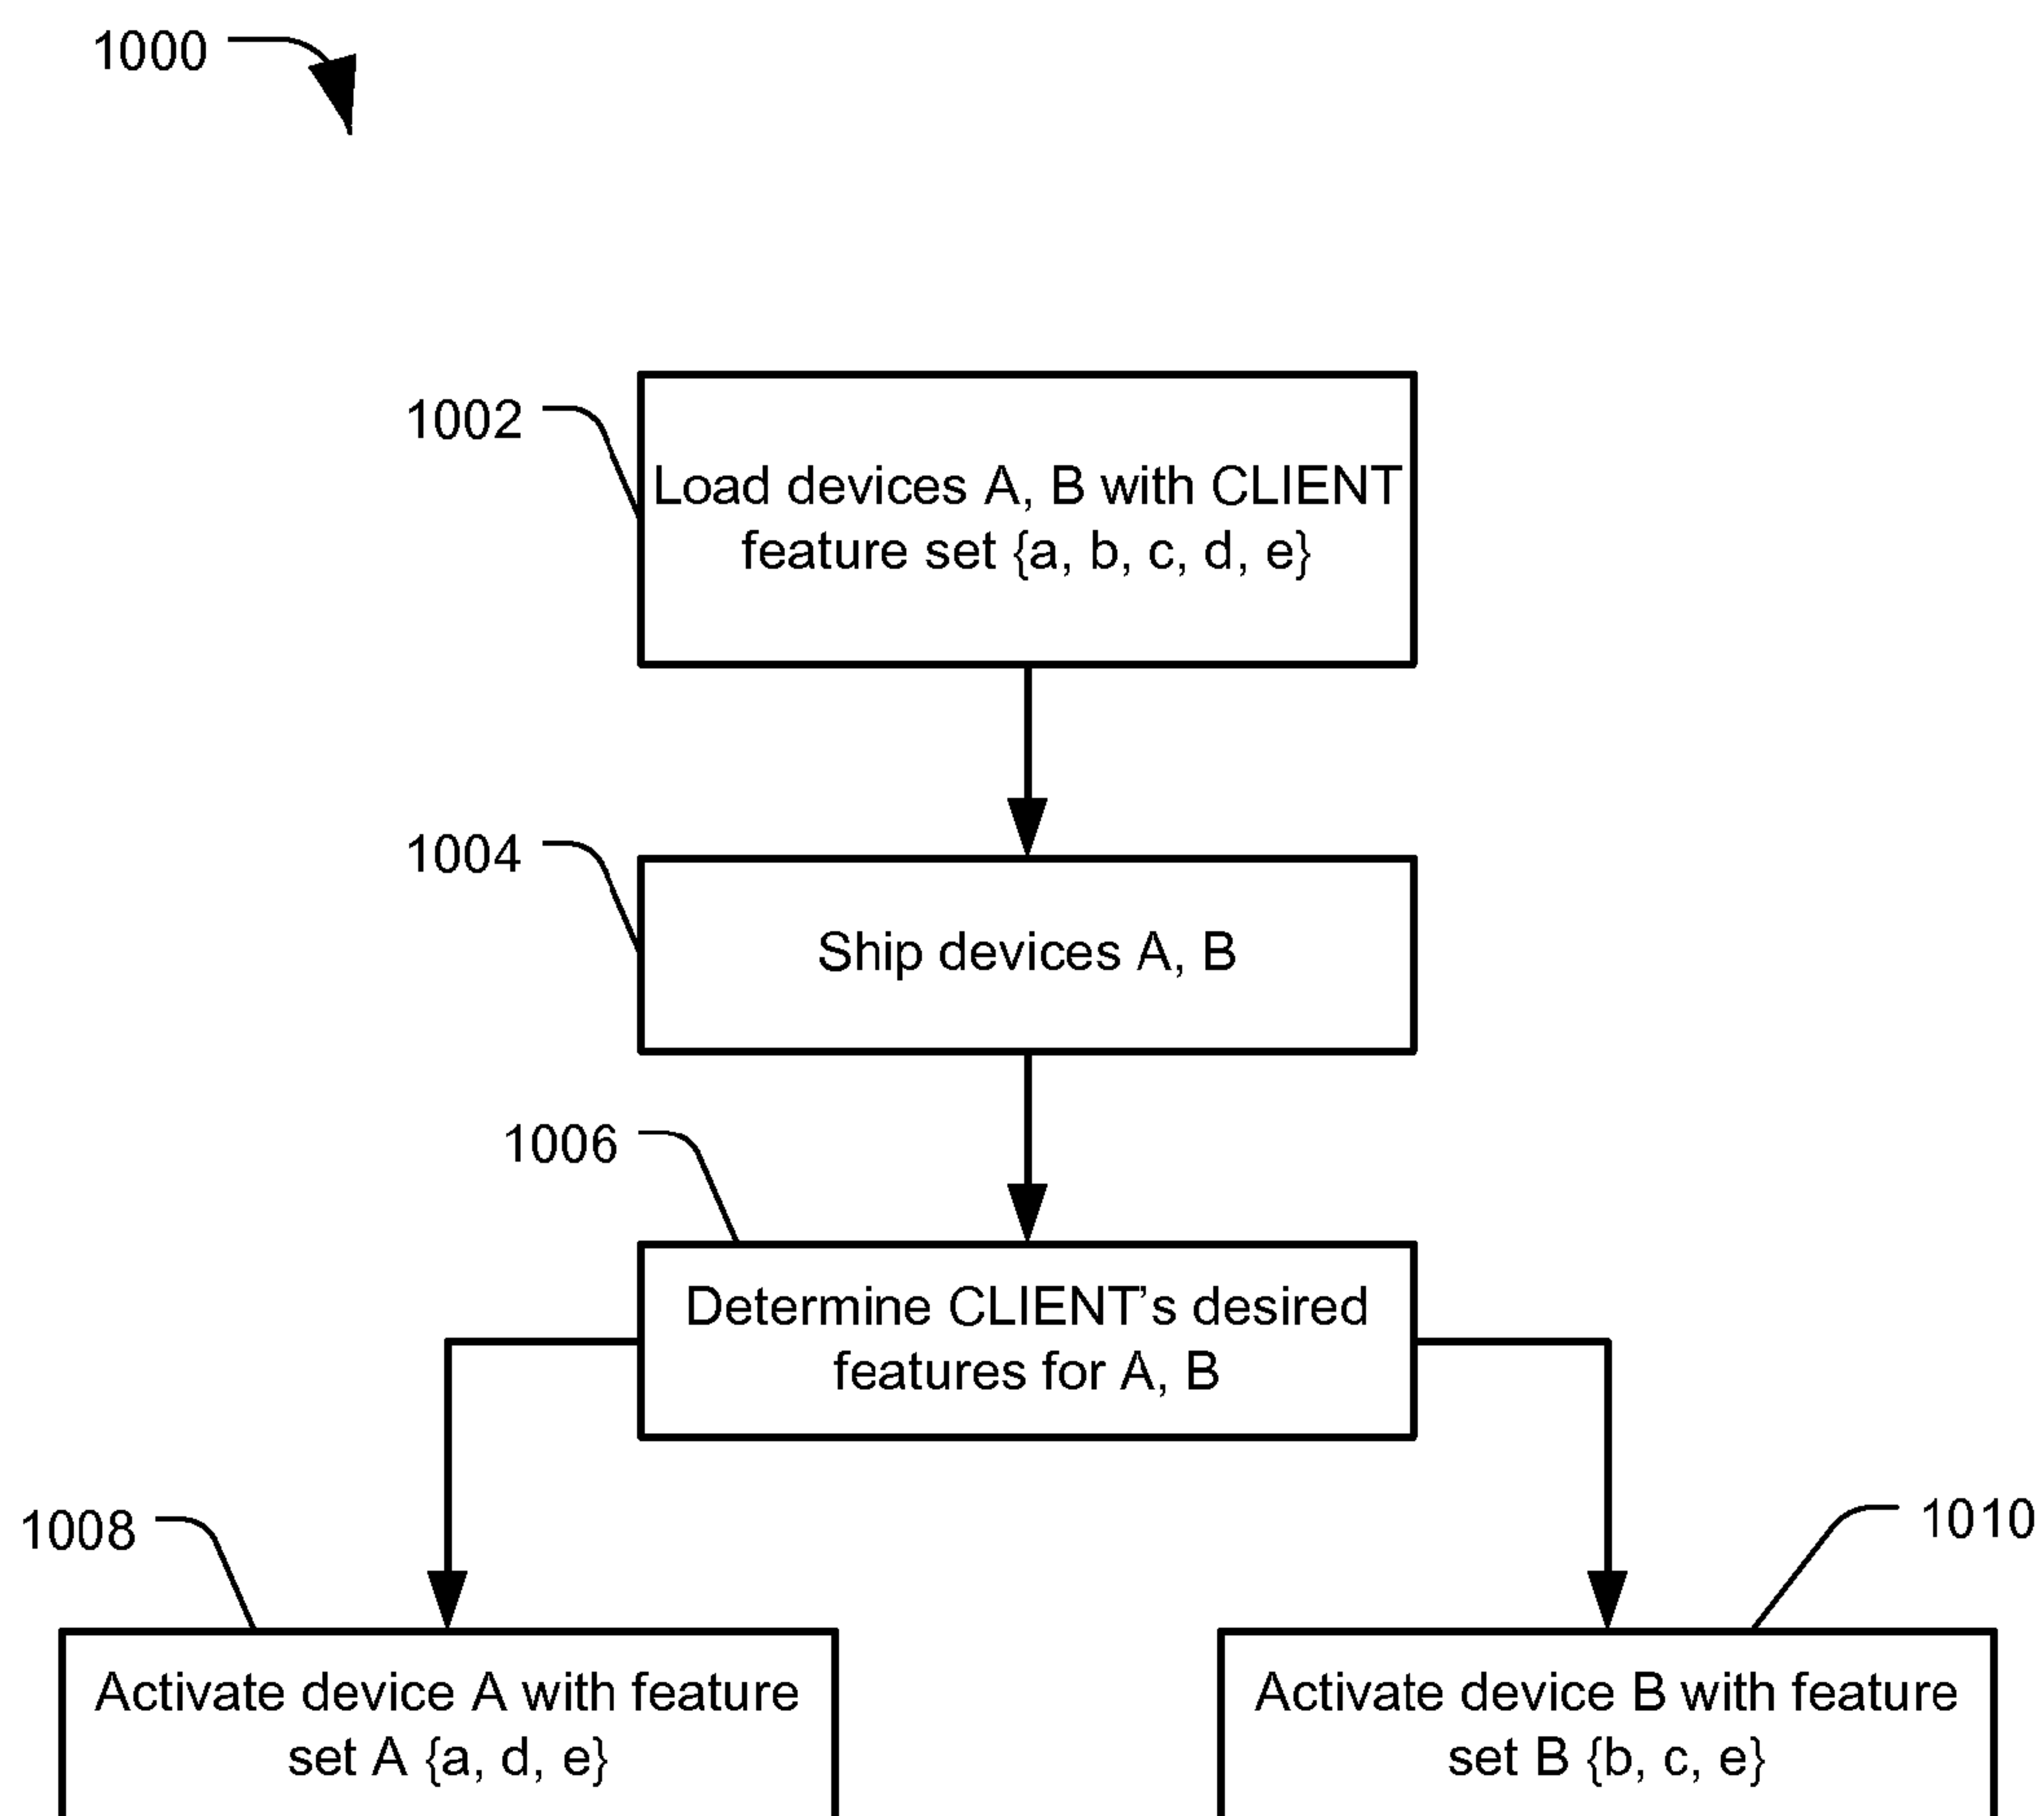 1000
1002
Load devices A, B with CLIENT
feature set {a, b, c, d, e}
1004
Ship devices A, B
1006
Determine CLIENT's desired
features for A, B
1008
1010
Activate device A with feature
set A {a, d, e}
Activate device B with feature
set B {b, c, e}